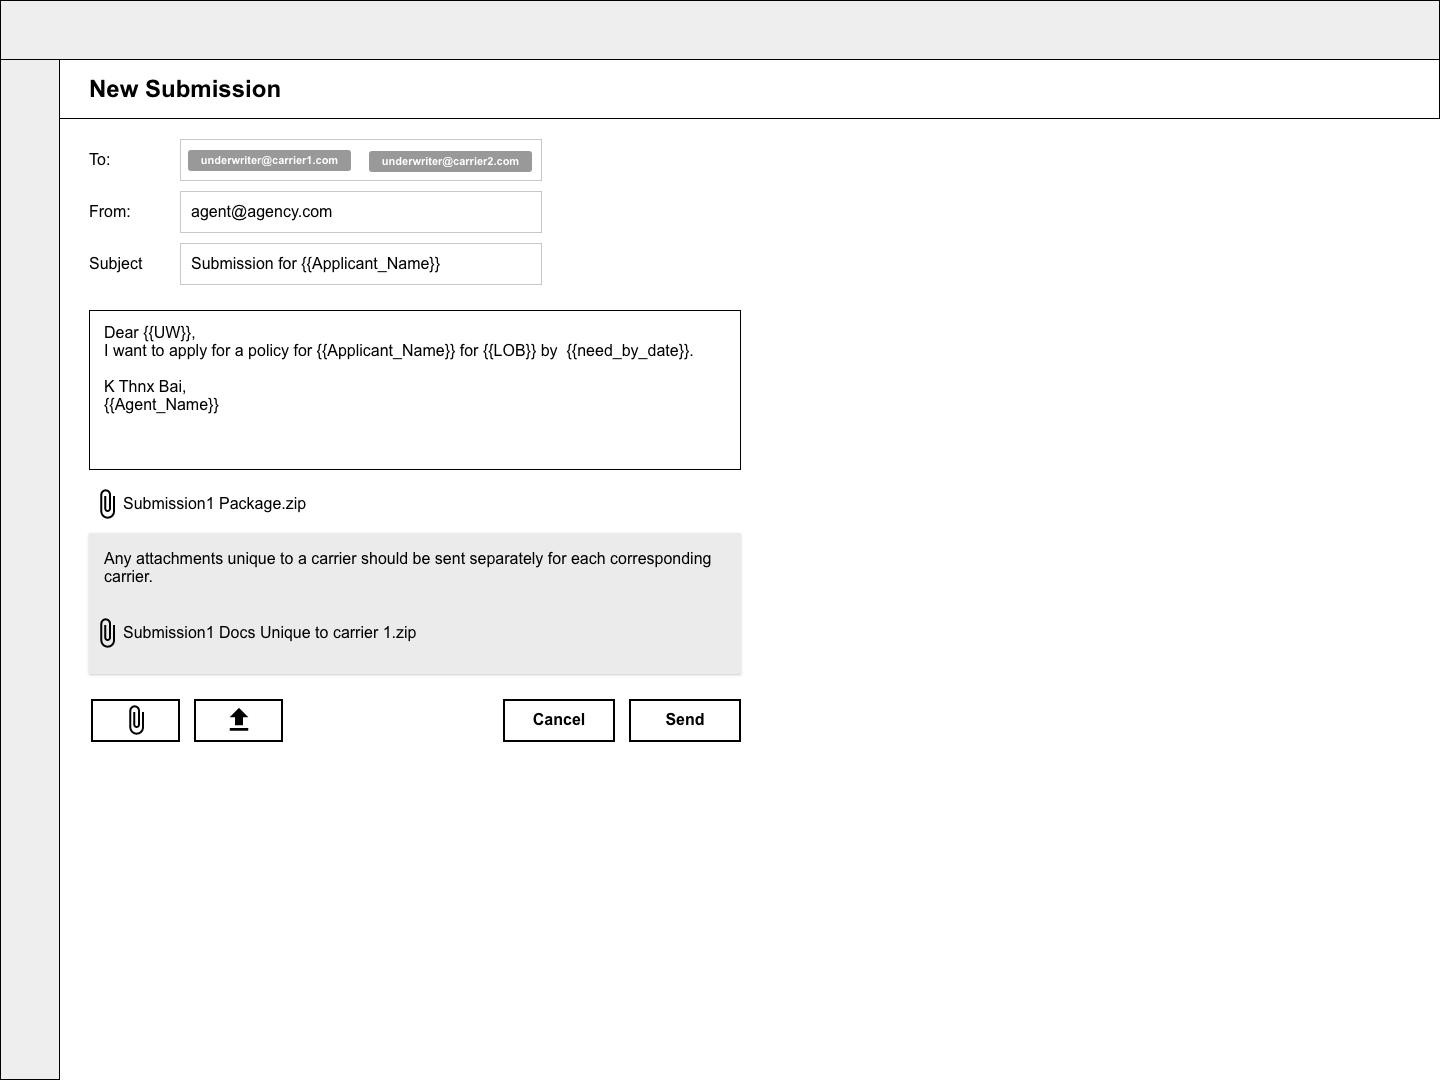 New Submission
To: underwriter@carrier1.com underwriter@carrier2.com
From: agent@agency.com
Subject Submission for {{Applicant_Name}}
Dear {{UW}},
I want to apply for a policy for {{Applicant_Name}} for {{LOB}} by  {{need_by_date}}.
K Thnx Bai,
{{Agent_Name}}
Submission1 Package.zip
Any attachments unique to a carrier should be sent separately for each corresponding
carrier.
Submission1 Docs Unique to carrier 1.zip
Cancel Send